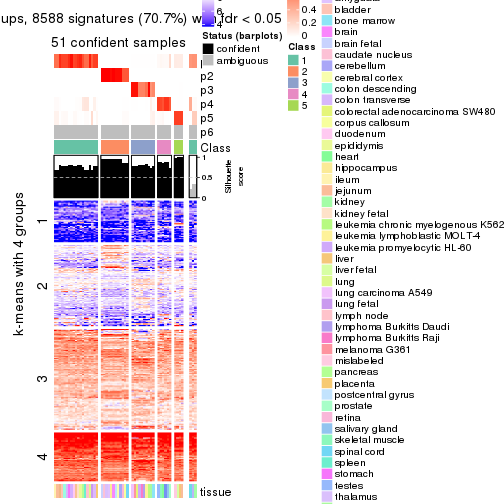 ups, 8588 signatures (70.7%) with fdr < 0.05
51 confident samples
p2
p3
p4
p5
p6
Class
1
0.5
0
Silhouette
score
k-means with 4 groups
1
2
3
4
tissue
4
Status (barplots)
confident
ambiguous
0.4
0.2
0
Class
1
2
3
4
5
bladder
bone marrow
brain
brain fetal
caudate nucleus
cerebellum
cerebral cortex
colon descending
colon transverse
colorectal adenocarcinoma SW480
corpus callosum
duodenum
epididymis
heart
hippocampus
ileum
jejunum
kidney
kidney fetal
leukemia chronic myelogenous K562
leukemia lymphoblastic MOLT-4
leukemia promyelocytic HL-60
liver
liver fetal
lung
lung carcinoma A549
lung fetal
lymph node
lymphoma Burkitts Daudi
lymphoma Burkitts Raji
melanoma G361
mislabeled
pancreas
placenta
postcentral gyrus
prostate
retina
salivary gland
skeletal muscle
spinal cord
spleen
stomach
testes
thalamus